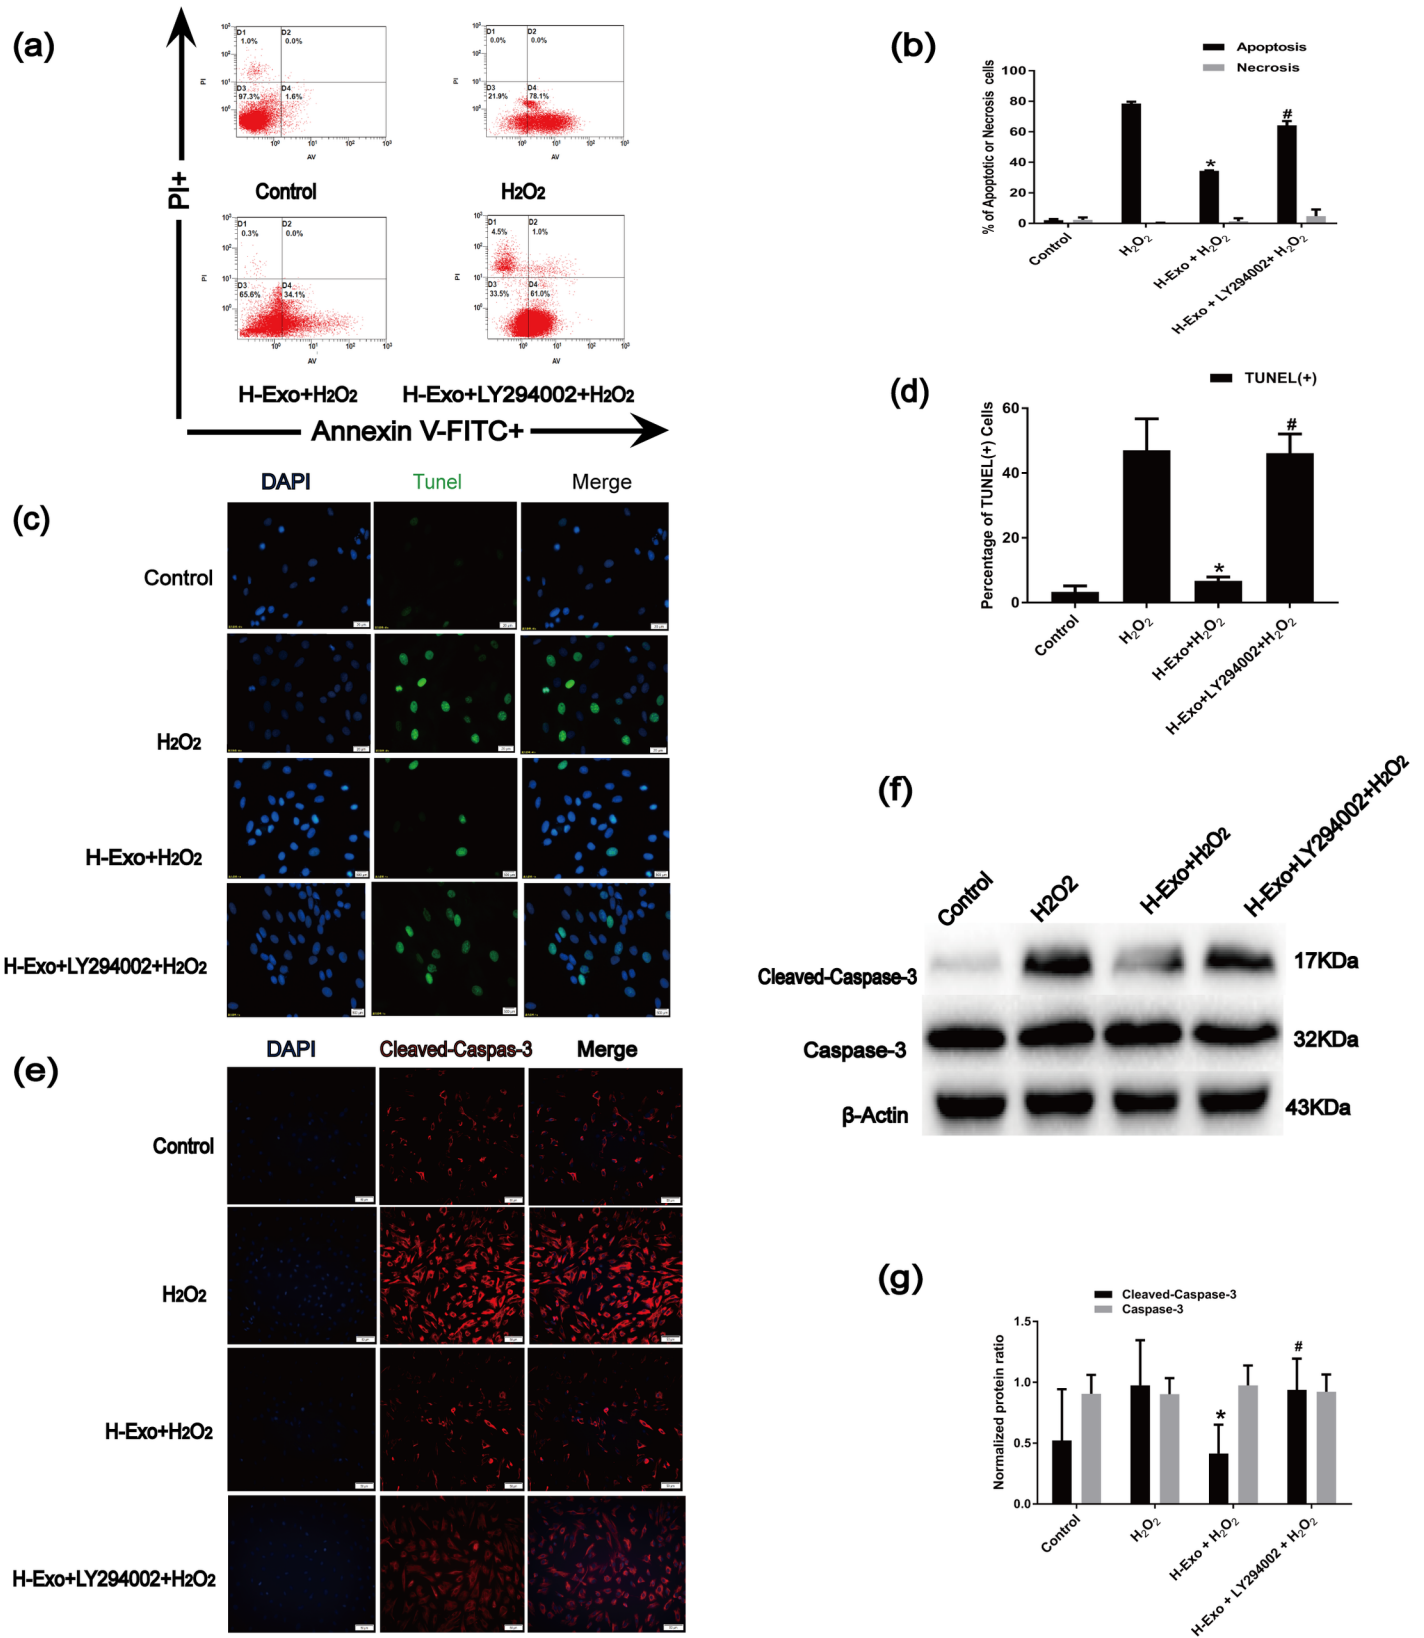 (a)
PI+
D1
1.0%
D2
0.0%
D3
97.3%
D4
1.6%
PI
AV
Control
D1
0.0%
D2
0.0%
D3
21.9%
D4
78.1%
PI
AV
H2O2
D1
0.3%
D2
0.0%
D3
65.6%
D4
34.1%
PI
AV
H-Exo+H2O2
D1
4.5%
D2
1.0%
D3
33.5%
D4
61.0%
PI
AV
H-Exo+LY294002+H2O2
Annexin V-FITC+
(b)
Apoptosis
Necrosis
% of Apoptotic or Necrosis cells
100
80
60
40
20
0
*
#
Control
H2O2
H-Exo + H2O2
H-Exo + LY294002+ H2O2
(c)
DAPI Tunel Merge
Control
H2O2
H-Exo+H2O2
H-Exo+LY294002+H2O2
(d)
TUNEL(+)
Percentage of TUNEL(+) Cells
60
40
20
0
*
#
Control
H2O2
H-Exo+H2O2
H-Exo+LY294002+H2O2
(e)
DAPI Cleaved-Caspas-3 Merge
Control
H2O2
H-Exo+H2O2
H-Exo+LY294002+H2O2
(f)
Control
H2O2
H-Exo+H2O2
H-Exo+LY294002+H2O2
Cleaved-Caspase-3 17KDa
Caspase-3 32KDa
β-Actin 43KDa
(g)
Cleaved-Caspase-3
Caspase-3
Normalized protein ratio
1.5
1.0
0.5
0.0
*
#
Control
H2O2
H-Exo + H2O2
H-Exo + LY294002 + H2O2